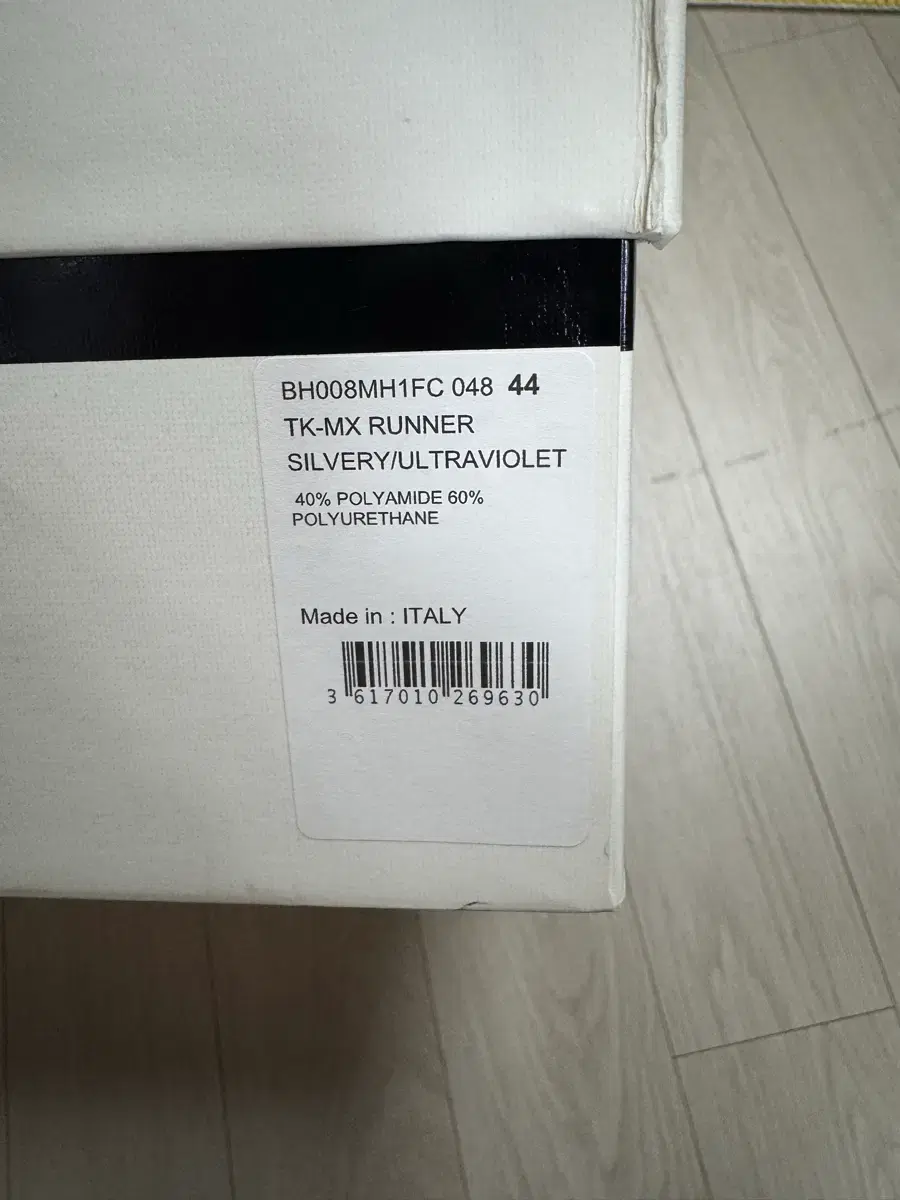 BH008MH1FC 048 44
TK-MX RUNNER
SILVERY/ULTRAVIOLET
40% POLYAMIDE 60%
POLYURETHANE
Made in : ITALY
3 617010 269630